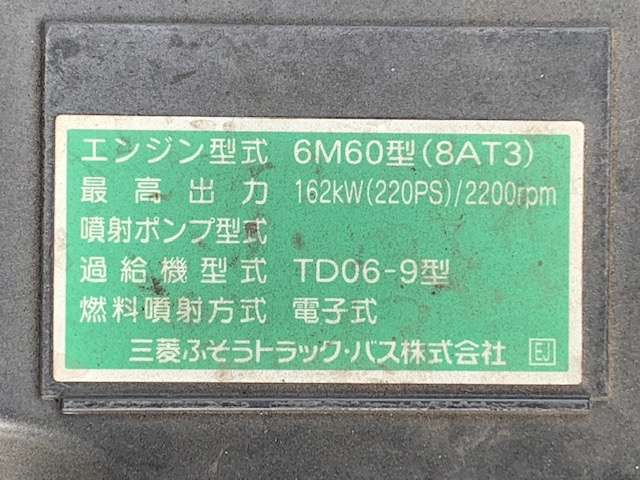 エンジン型式 6M60型(8AT3)
最高出力 162kW(220PS)/2200rpm
噴射ポンプ型式
過給機型式 TD06-9型
燃料噴射方式 電子式
三菱ふそうトラック・バス株式会社 EJ